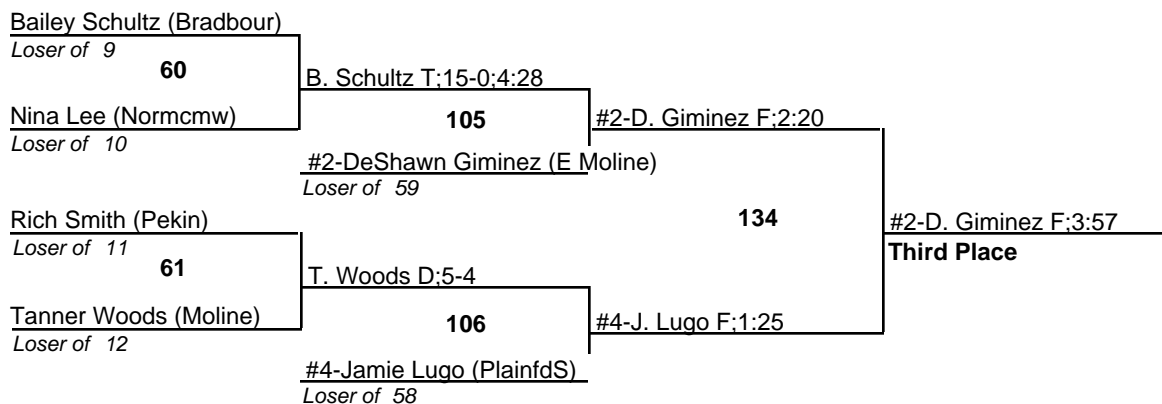 Bailey Schultz (Bradbour)
Loser of 9
60
B. Schultz T;15-0;4:28
Nina Lee (Normcmw)
Loser of 10
105
#2-D. Giminez F;2:20
#2-DeShawn Giminez (E Moline)
Loser of 59
Rich Smith (Pekin)
Loser of 11
134
#2-D. Giminez F;3:57
Third Place
61
T. Woods D;5-4
Tanner Woods (Moline)
Loser of 12
106
#4-J. Lugo F;1:25
#4-Jamie Lugo (PlainfdS)
Loser of 58